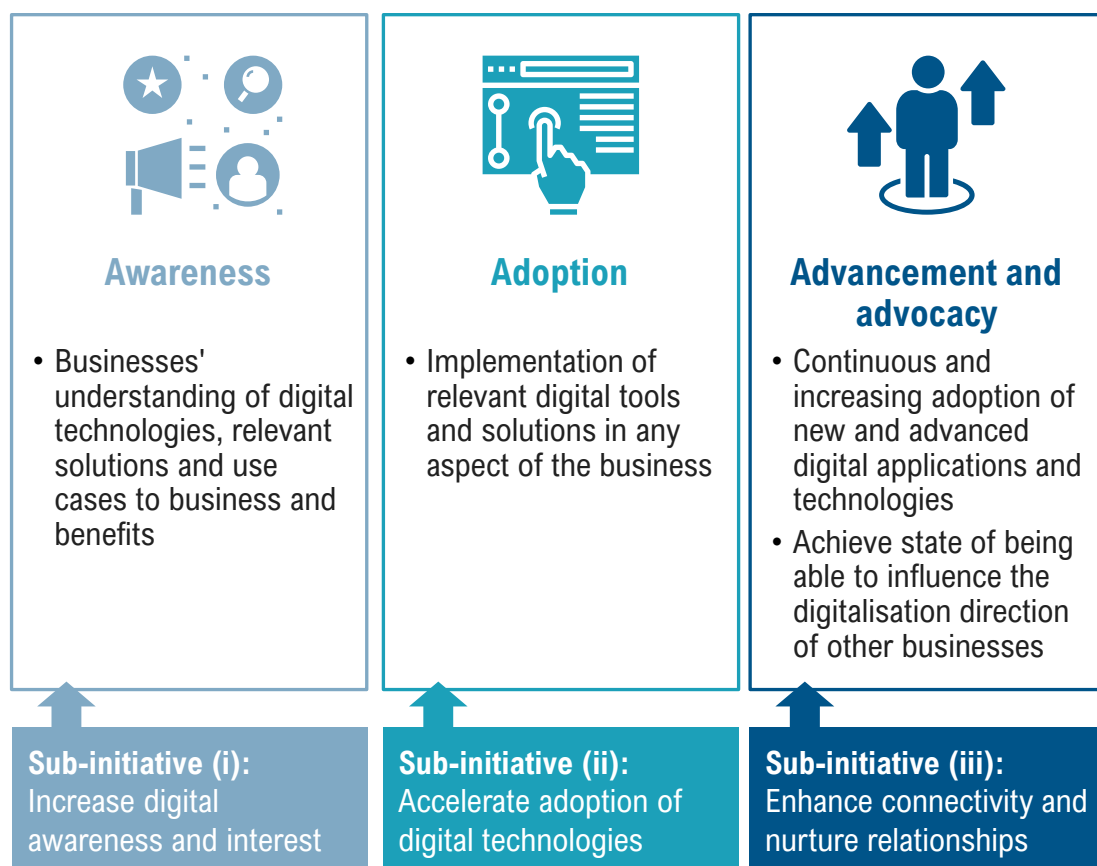 Awareness
• Businesses'
understanding of digital
technologies, relevant
solutions and use
cases to business and
benefits
Sub-initiative (i):
Increase digital
awareness and interest
Adoption
• Implementation of
relevant digital tools
and solutions in any
aspect of the business
Sub-initiative (ii):
Accelerate adoption of
digital technologies
Advancement and
advocacy
• Continuous and
increasing adoption of
new and advanced
digital applications and
technologies
• Achieve state of being
able to influence the
digitalisation direction
of other businesses
Sub-initiative (iii):
Enhance connectivity and
nurture relationships